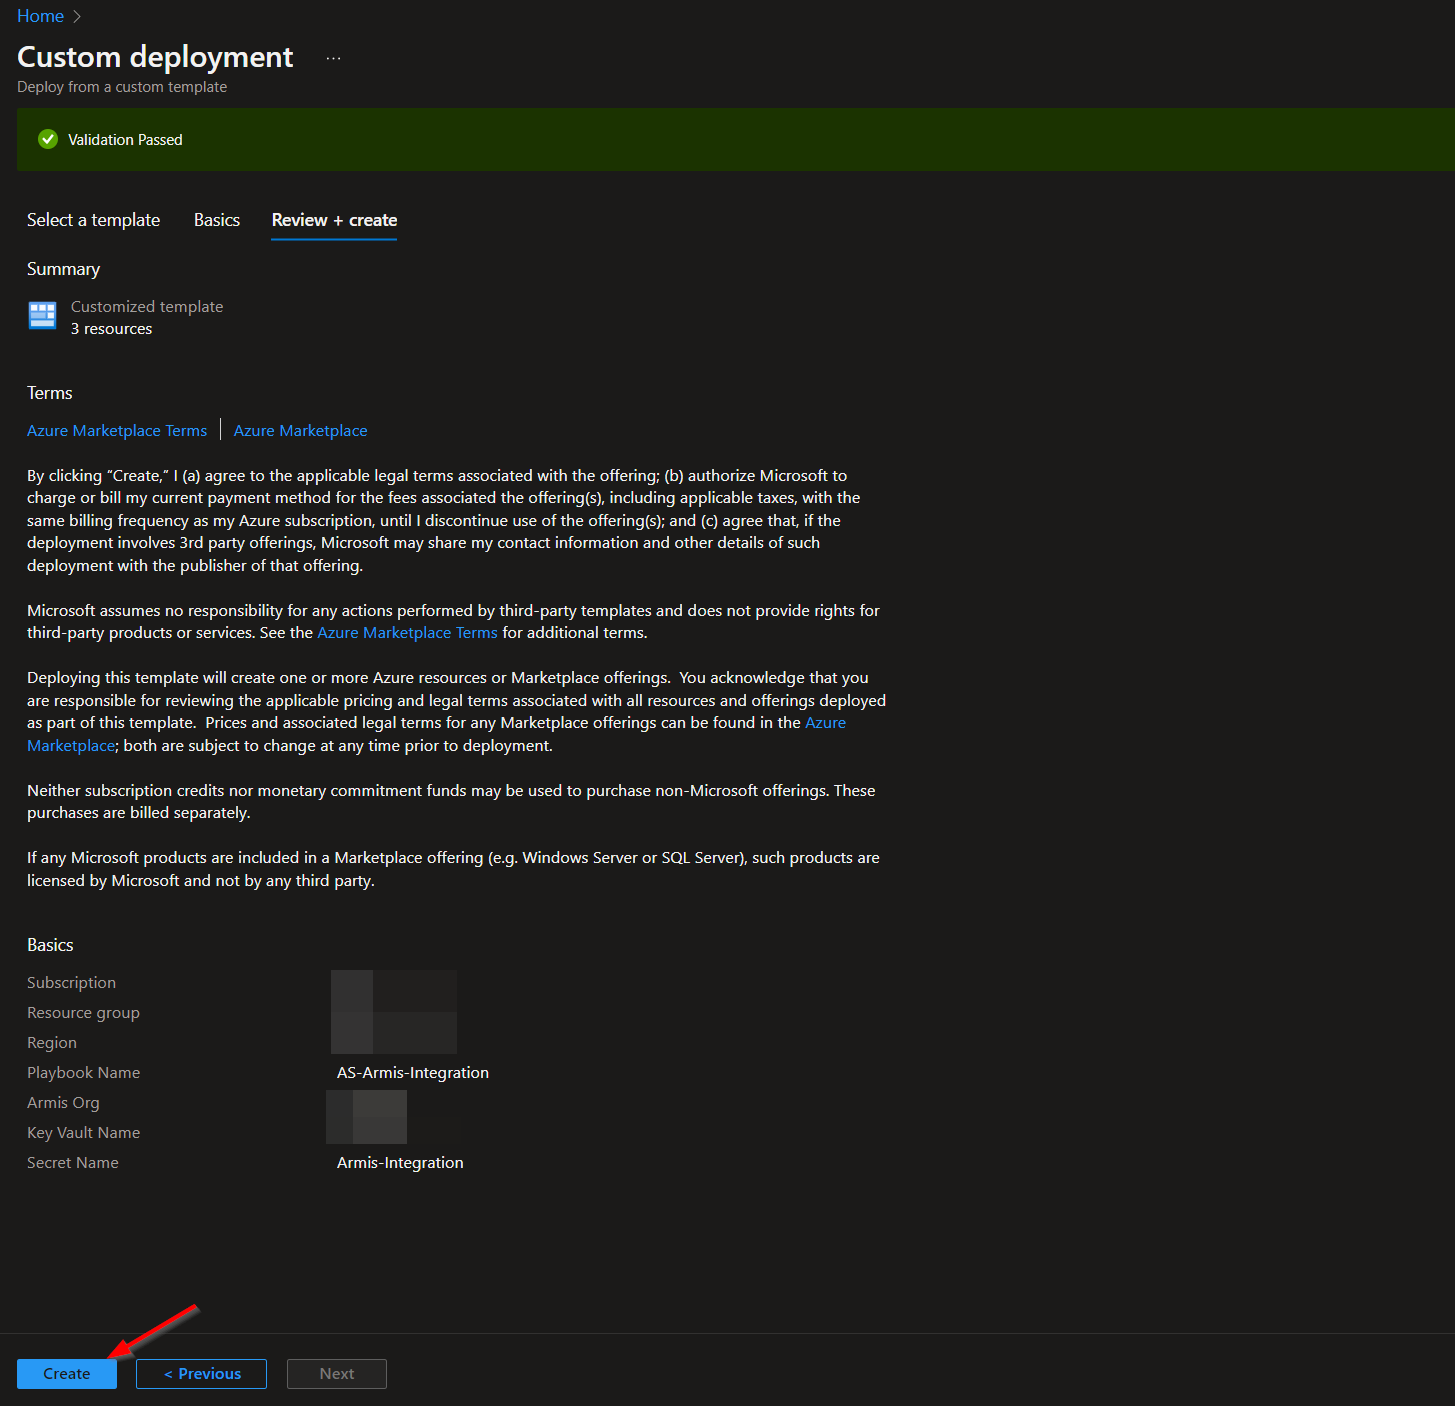 Home >
Custom deployment ...
Deploy from a custom template
Validation Passed
Select a template Basics Review + create
Summary
Customized template
3 resources
Terms
Azure Marketplace Terms | Azure Marketplace
By clicking “Create,” I (a) agree to the applicable legal terms associated with the offering; (b) authorize Microsoft to
charge or bill my current payment method for the fees associated the offering(s), including applicable taxes, with the
same billing frequency as my Azure subscription, until I discontinue use of the offering(s); and (c) agree that, if the
deployment involves 3rd party offerings, Microsoft may share my contact information and other details of such
deployment with the publisher of that offering.
Microsoft assumes no responsibility for any actions performed by third-party templates and does not provide rights for
third-party products or services. See the Azure Marketplace Terms for additional terms.
Deploying this template will create one or more Azure resources or Marketplace offerings.  You acknowledge that you
are responsible for reviewing the applicable pricing and legal terms associated with all resources and offerings deployed
as part of this template.  Prices and associated legal terms for any Marketplace offerings can be found in the Azure
Marketplace; both are subject to change at any time prior to deployment.
Neither subscription credits nor monetary commitment funds may be used to purchase non-Microsoft offerings. These
purchases are billed separately.
If any Microsoft products are included in a Marketplace offering (e.g. Windows Server or SQL Server), such products are
licensed by Microsoft and not by any third party.
Basics
Subscription
Resource group
Region
Playbook Name AS-Armis-Integration
Armis Org
Key Vault Name
Secret Name Armis-Integration
Create < Previous Next